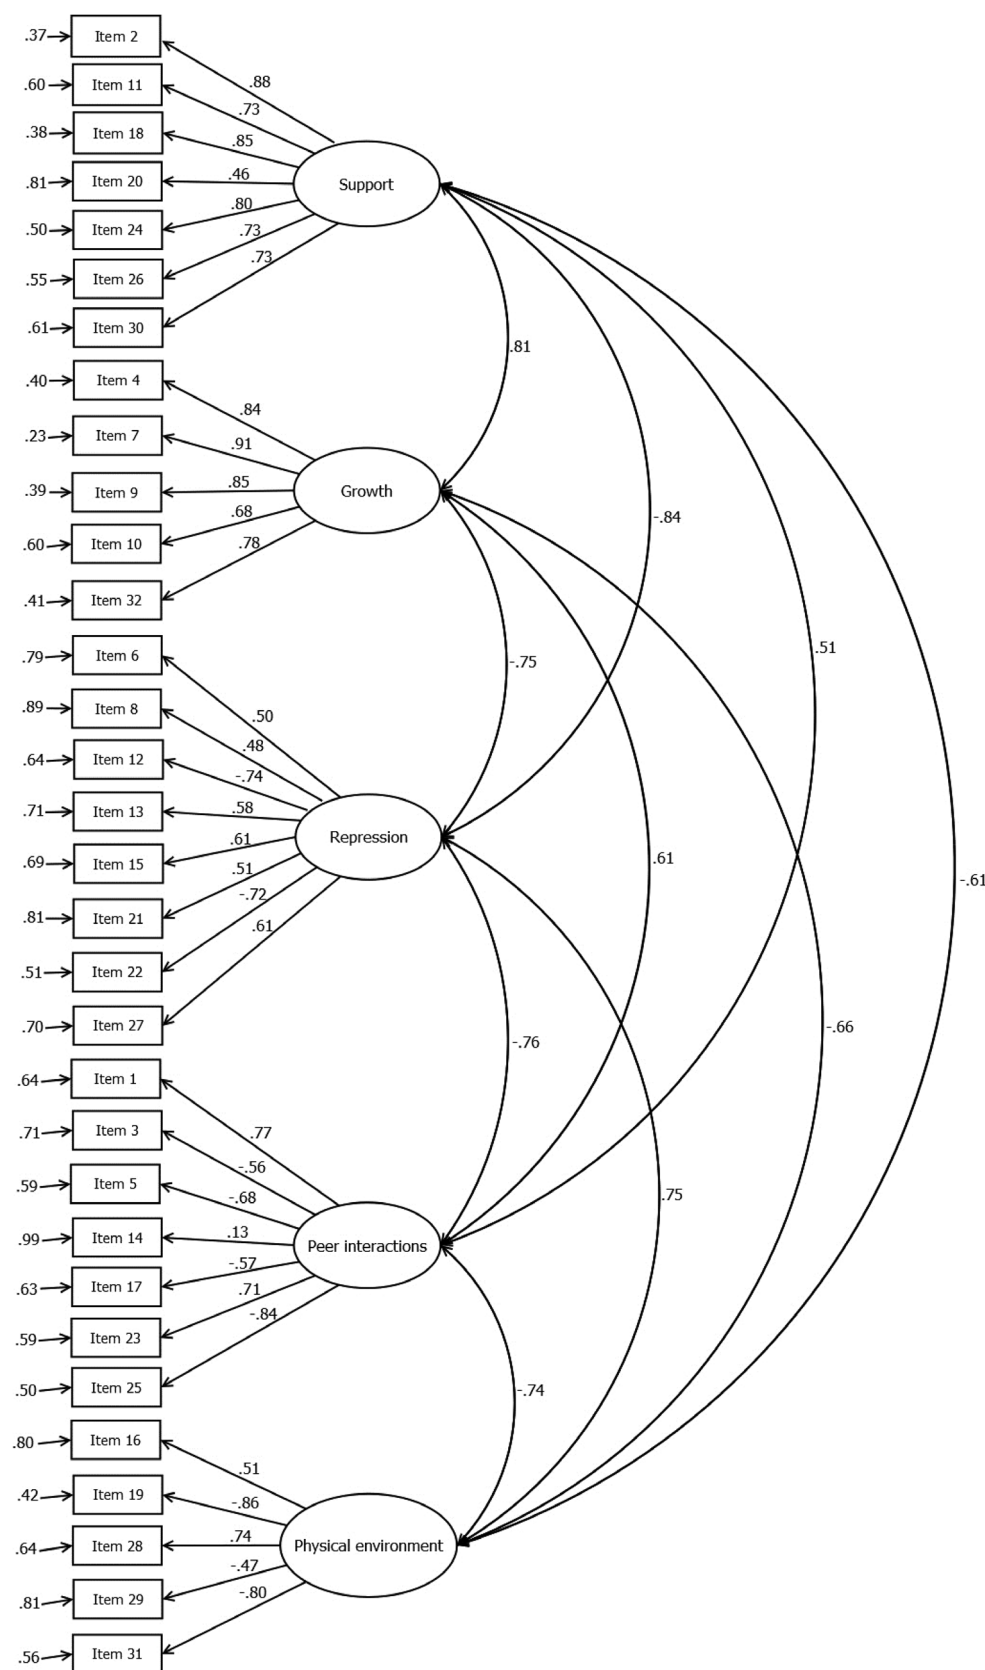 .37 Item 2
.88
.60 Item 11
.73
.38 Item 18
.85
.81 Item 20
.46
Support
.50 Item 24
.80
.55 Item 26
.73
.61 Item 30
.73
.81
.40 Item 4
.84
.23 Item 7
.91
.39 Item 9
.85
Growth
.60 Item 10
.68
.41 Item 32
.78
-.84
-.75
.51
.79 Item 6
.50
.89 Item 8
.48
.64 Item 12
-.74
.71 Item 13
.58
Repression
.69 Item 15
.61
.81 Item 21
.51
.51 Item 22
-.72
.70 Item 27
.61
.61
-.61
-.66
-.76
.64 Item 1
.77
.71 Item 3
-.56
.59 Item 5
-.68
.99 Item 14
.13
Peer interactions
.63 Item 17
-.57
.59 Item 23
.71
.50 Item 25
-.84
.75
-.74
.80 Item 16
.51
.42 Item 19
-.86
.64 Item 28
.74
Physical environment
.81 Item 29
-.47
.56 Item 31
-.80